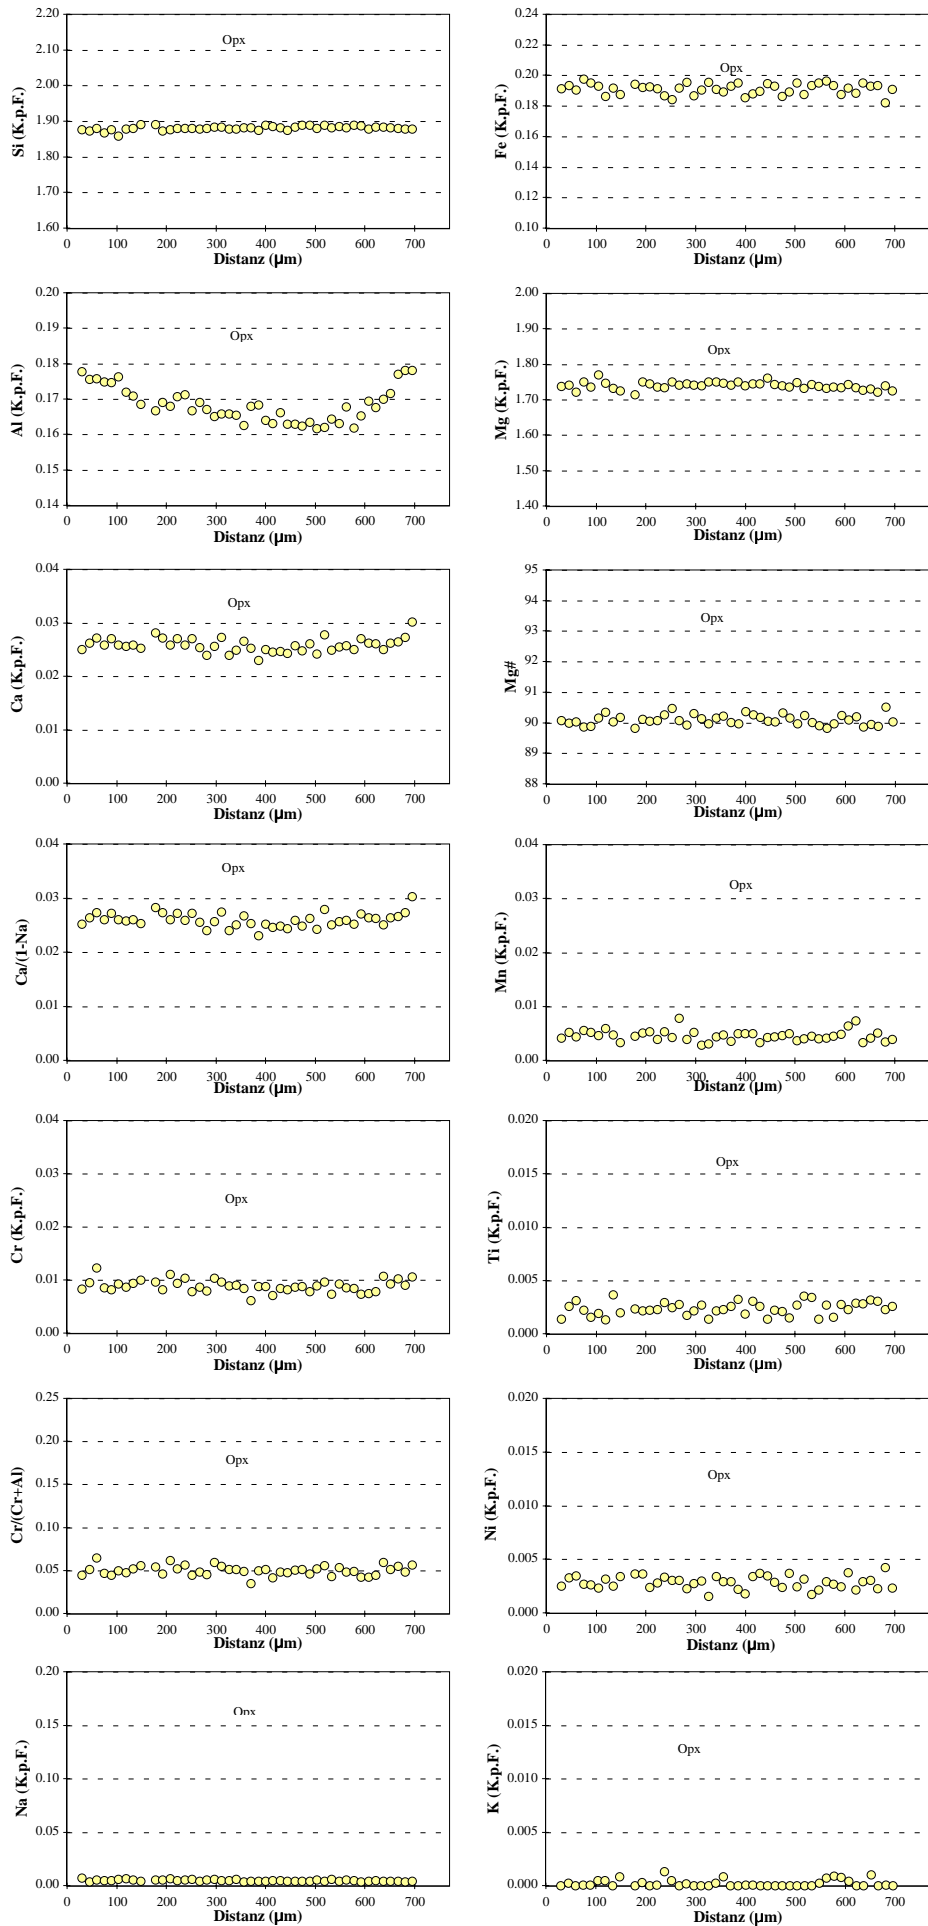 2.20
2.10
2.00
1.90
1.80
1.70
1.60
Si (K.p.F.)
Opx
0 100 200 300 400 500 600 700
Distanz (µm)
0.24
0.22
0.20
0.18
0.16
0.14
0.12
0.10
Fe (K.p.F.)
Opx
0 100 200 300 400 500 600 700
Distanz (µm)
0.20
0.19
0.18
0.17
0.16
0.15
0.14
Al (K.p.F.)
Opx
0 100 200 300 400 500 600 700
Distanz (µm)
2.00
1.90
1.80
1.70
1.60
1.50
1.40
Mg (K.p.F.)
Opx
0 100 200 300 400 500 600 700
Distanz (µm)
0.04
0.03
0.02
0.01
0.00
Ca (K.p.F.)
Opx
0 100 200 300 400 500 600 700
Distanz (µm)
95
94
93
92
91
90
89
88
Mg#
Opx
0 100 200 300 400 500 600 700
Distanz (µm)
0.04
0.03
0.02
0.01
0.00
Ca/(1-Na)
Opx
0 100 200 300 400 500 600 700
Distanz (µm)
0.04
0.03
0.02
0.01
0.00
Mn (K.p.F.)
Opx
0 100 200 300 400 500 600 700
Distanz (µm)
0.04
0.03
0.02
0.01
0.00
Cr (K.p.F.)
Opx
0 100 200 300 400 500 600 700
Distanz (µm)
0.020
0.015
0.010
0.005
0.000
Ti (K.p.F.)
Opx
0 100 200 300 400 500 600 700
Distanz (µm)
0.25
0.20
0.15
0.10
0.05
0.00
Cr/(Cr+Al)
Opx
0 100 200 300 400 500 600 700
Distanz (µm)
0.020
0.015
0.010
0.005
0.000
Ni (K.p.F.)
Opx
0 100 200 300 400 500 600 700
Distanz (µm)
0.20
0.15
0.10
0.05
0.00
Na (K.p.F.)
Opx
0 100 200 300 400 500 600 700
Distanz (µm)
0.020
0.015
0.010
0.005
0.000
K (K.p.F.)
Opx
0 100 200 300 400 500 600 700
Distanz (µm)